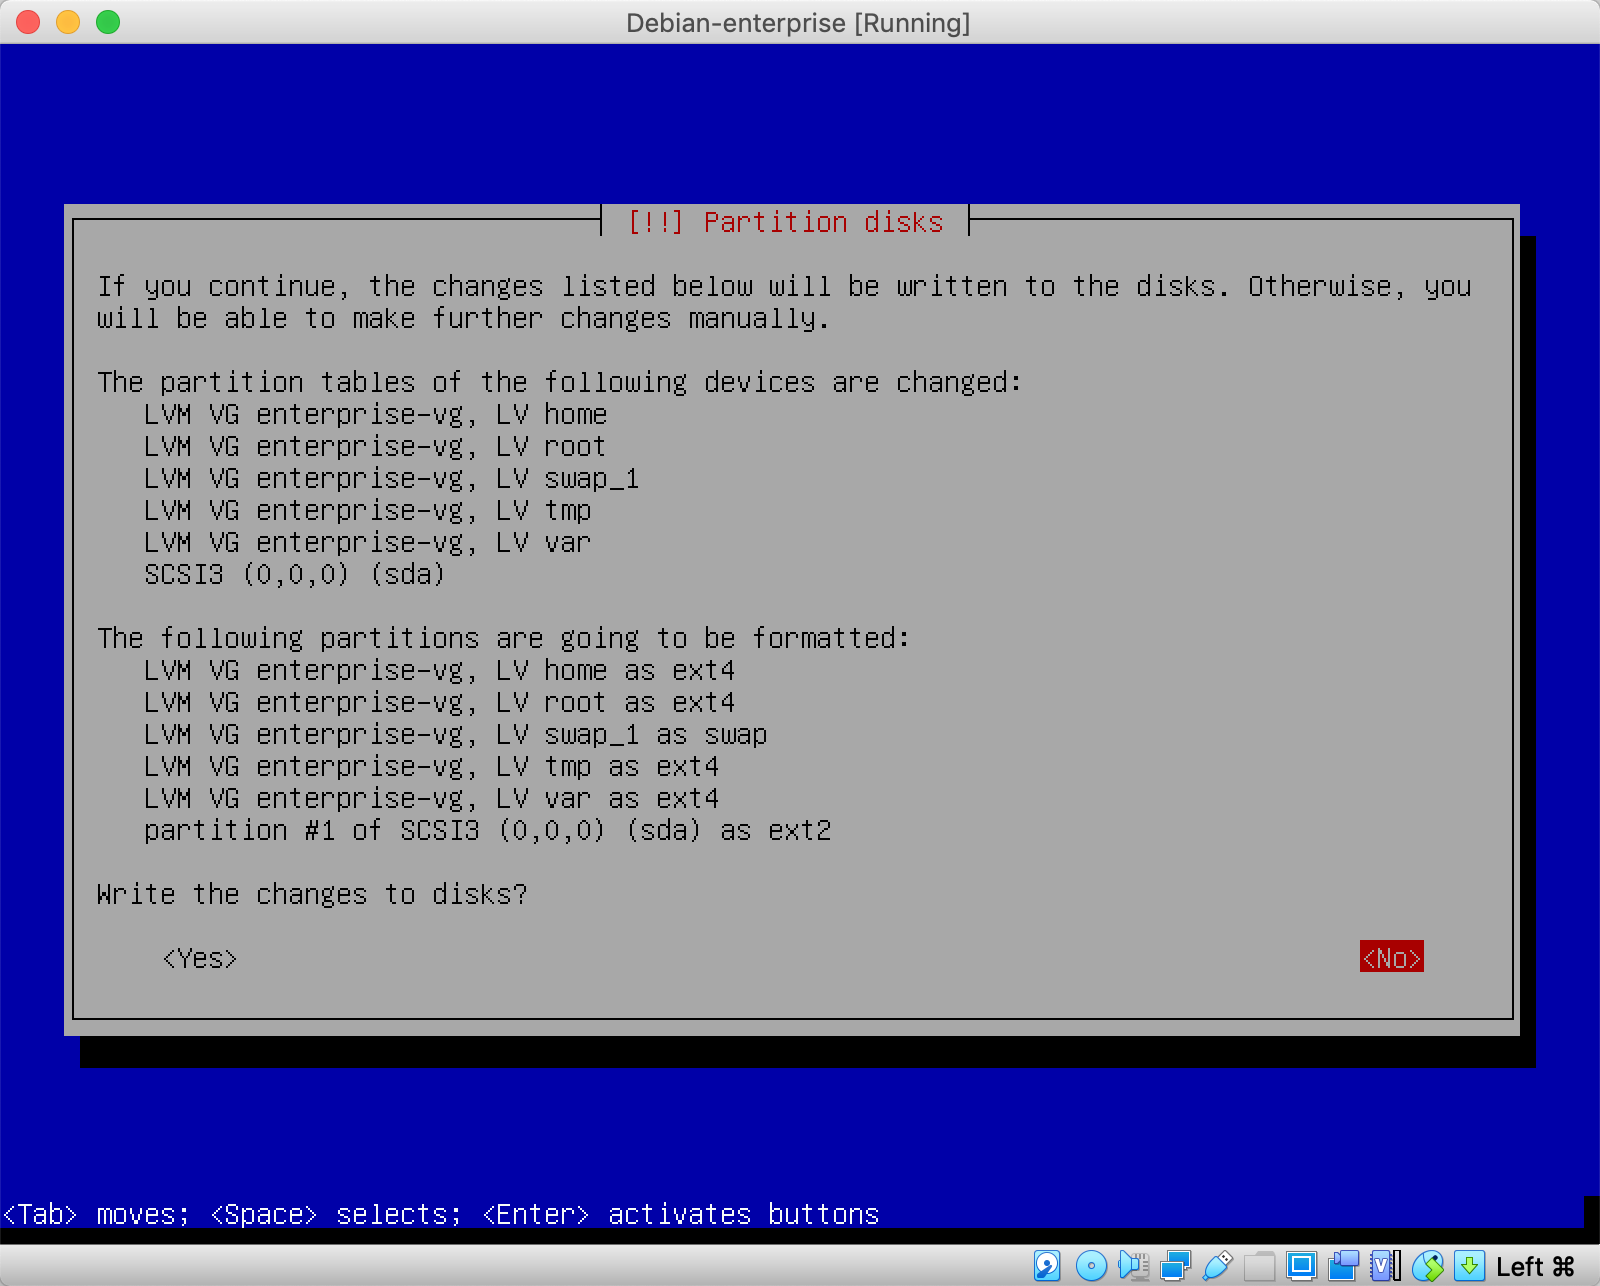 Debian-enterprise [Running]
[!!] Partition disks
If you continue, the changes listed below will be written to the disks. Otherwise, you
will be able to make further changes manually.
The partition tables of the following devices are changed:
LVM VG enterprise-vg, LV home
LVM VG enterprise-vg, LV root
LVM VG enterprise-vg, LV swap_1
LVM VG enterprise-vg, LV tmp
LVM VG enterprise-vg, LV var
SCSI3 (0,0,0) (sda)
The following partitions are going to be formatted:
LVM VG enterprise-vg, LV home as ext4
LVM VG enterprise-vg, LV root as ext4
LVM VG enterprise-vg, LV swap_1 as swap
LVM VG enterprise-vg, LV tmp as ext4
LVM VG enterprise-vg, LV var as ext4
partition #1 of SCSI3 (0,0,0) (sda) as ext2
Write the changes to disks?
<Yes> <No>
<Tab> moves; <Space> selects; <Enter> activates buttons
Left ⌘